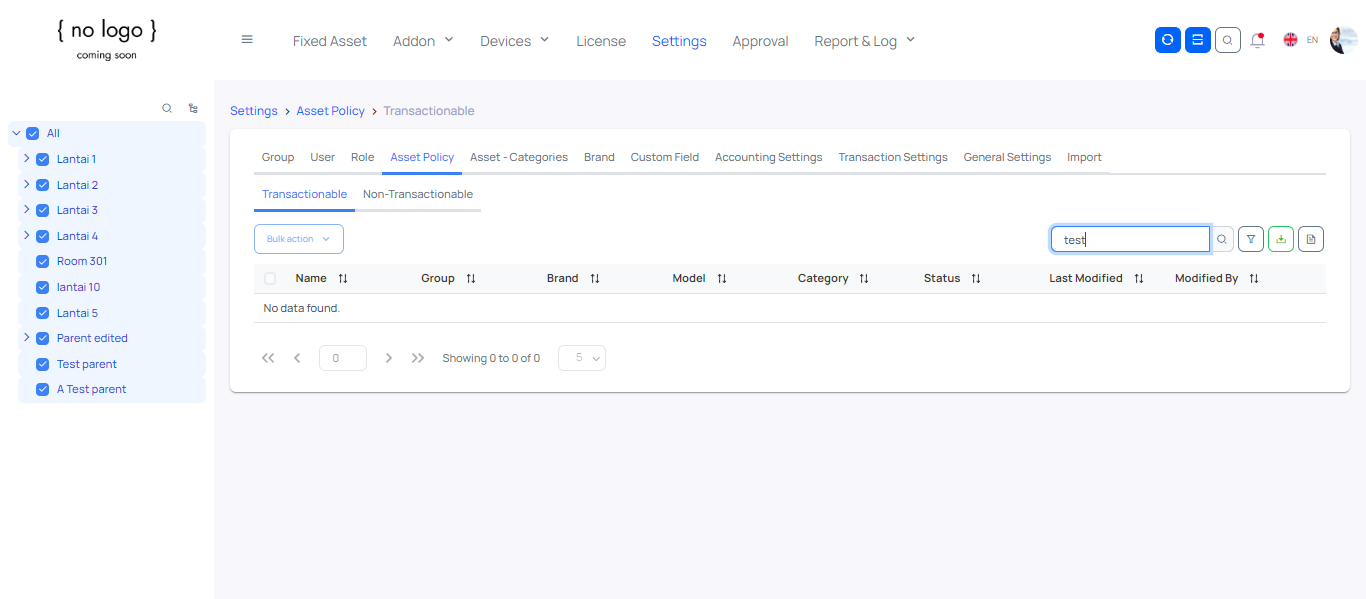 { no logo }
coming soon
Fixed Asset Addon Devices License Settings Approval Report & Log EN
All
Lantai 1
Lantai 2
Lantai 3
Lantai 4
Room 301
lantai 10
Lantai 5
Parent edited
Test parent
A Test parent
Settings > Asset Policy > Transactionable
Group User Role Asset Policy Asset - Categories Brand Custom Field Accounting Settings Transaction Settings General Settings Import
Transactionable Non-Transactionable
Bulk action test
Name Group Brand Model Category Status Last Modified Modified By
No data found.
0 Showing 0 to 0 of 0 5